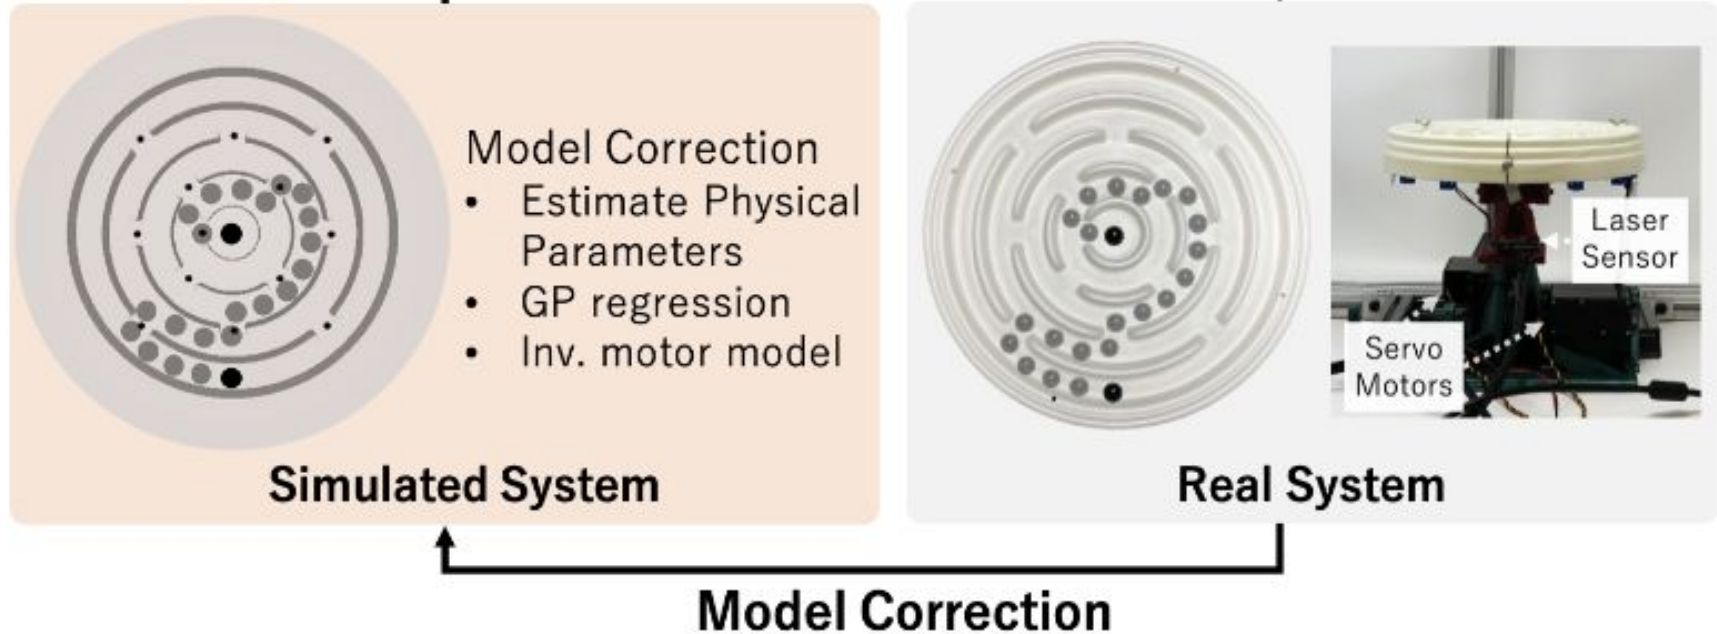 Model Correction
• Estimate Physical
Parameters
• GP regression
• Inv. motor model
Simulated System
Laser
Sensor
Servo
Motors
Real System
Model Correction